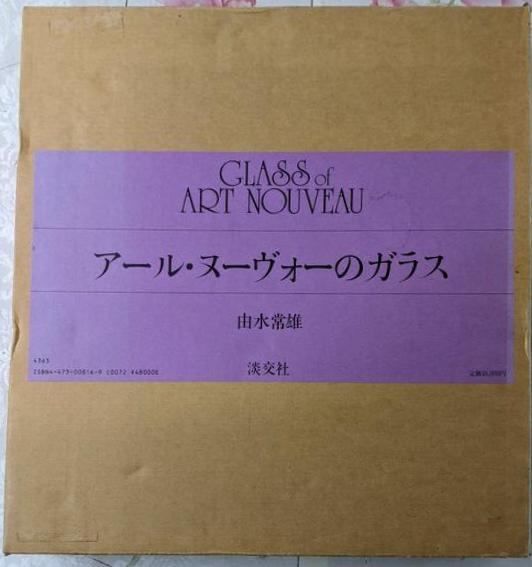 GLASS of
ART NOUVEAU
アール・ヌーヴォーのガラス
由水常雄
4363
淡交社